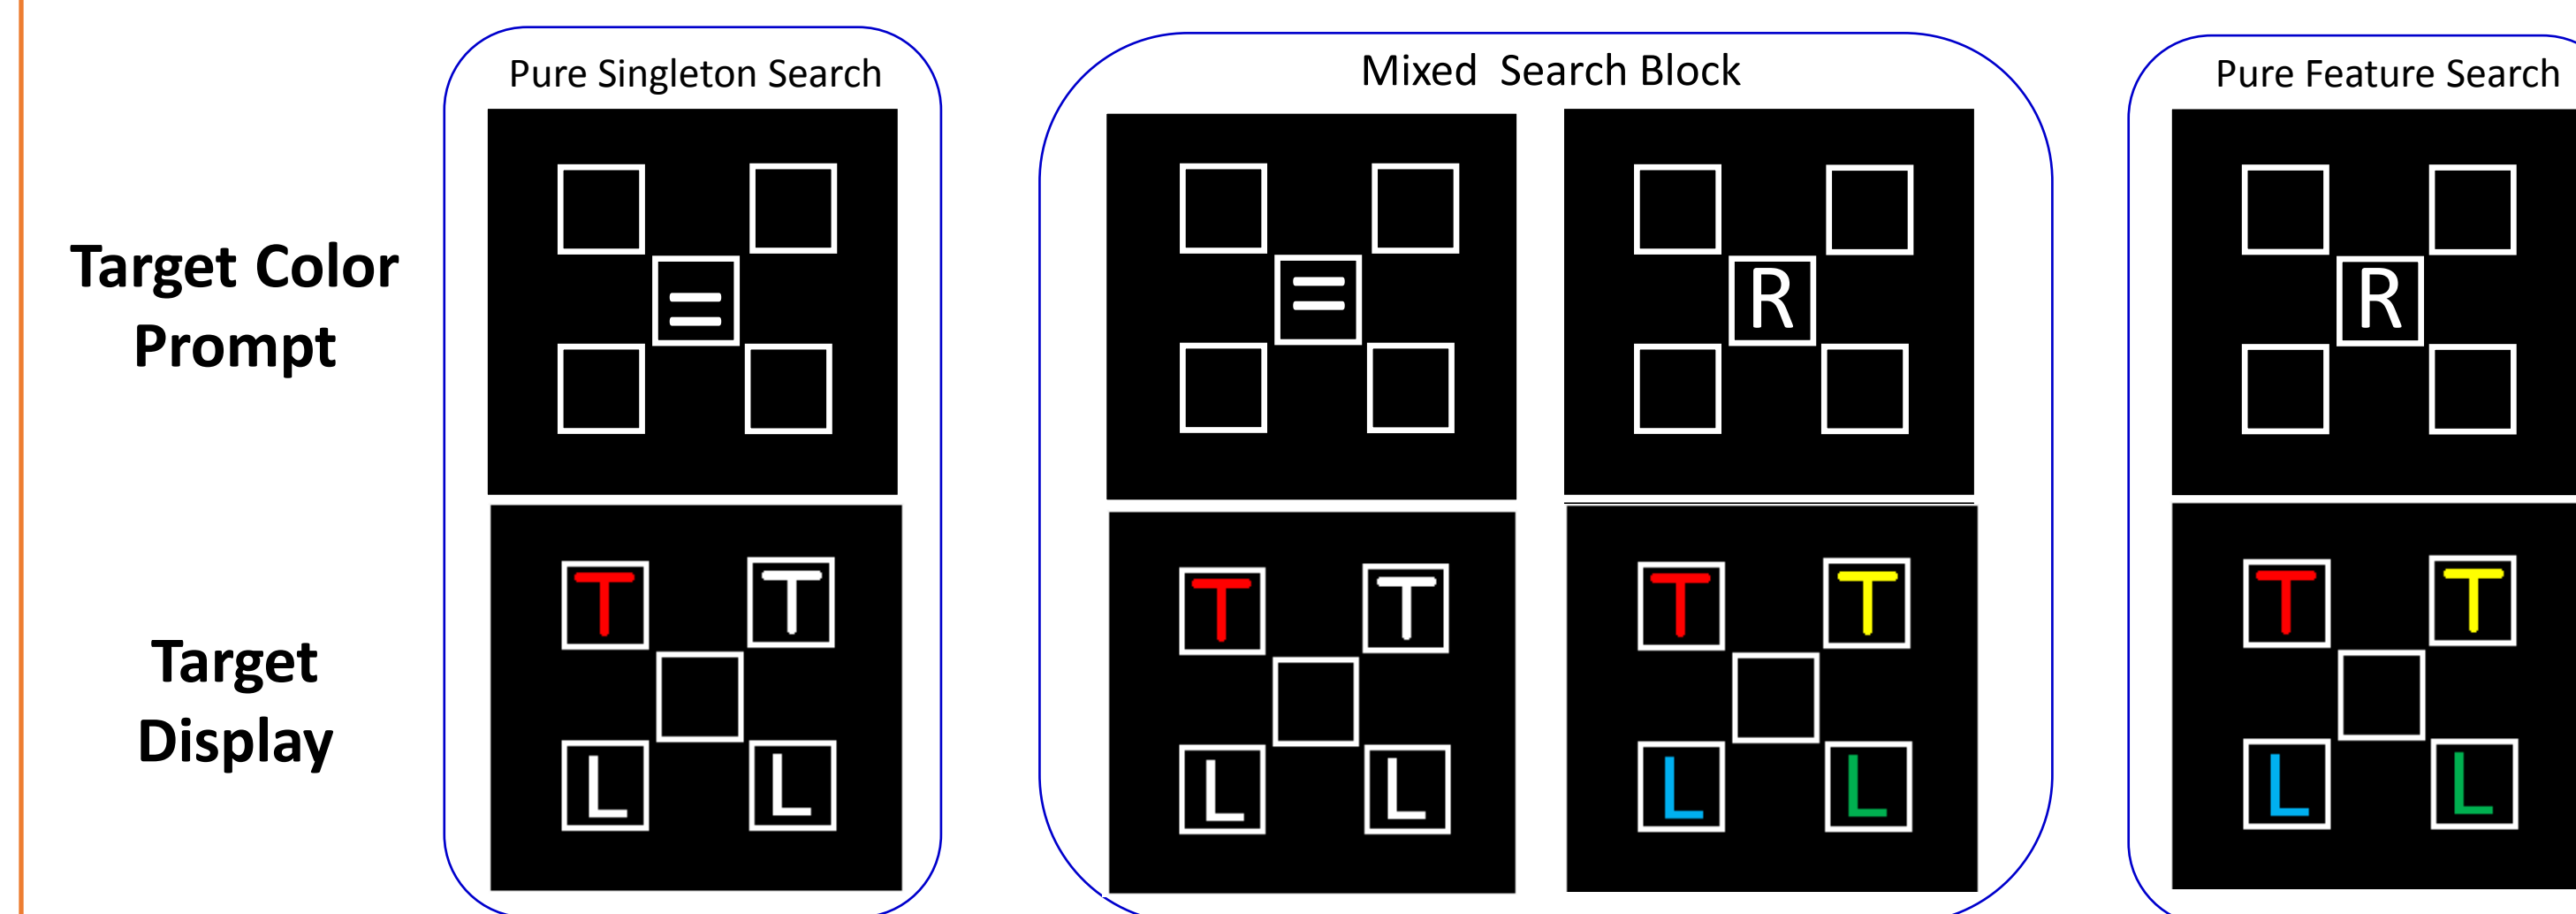 Pure Singleton Search
Mixed Search Block
Pure Feature Search
Target Color
Prompt
=
=
R
R
Target
Display
T T
L L
T T
L L
T T
L L
T T
L L